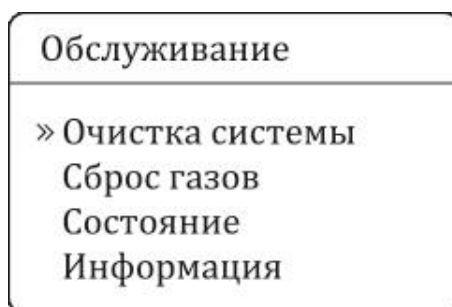 Обслуживание
» Очистка системы
Сброс газов
Состояние
Информация